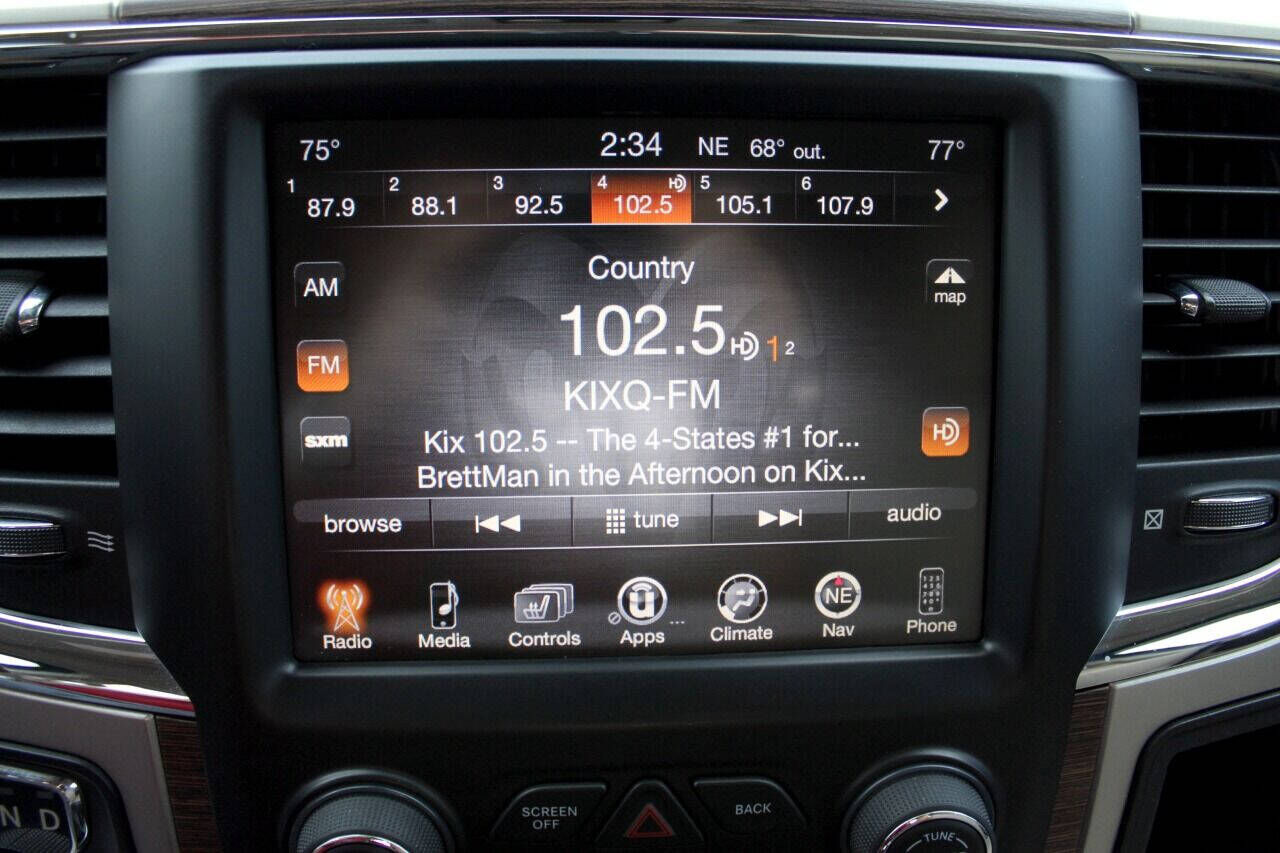 75° 2:34 NE 68° out. 77°
1 87.9 2 88.1 3 92.5 4 HD 102.5 5 105.1 6 107.9
AM Country map
102.5 HD 1 2
FM
KIXQ-FM
sxm Kix 102.5 -- The 4-States #1 for... HD
BrettMan in the Afternoon on Kix...
browse tune audio
Radio Media Controls Apps ... Climate NE Nav Phone
SCREEN OFF BACK
N D TUNE